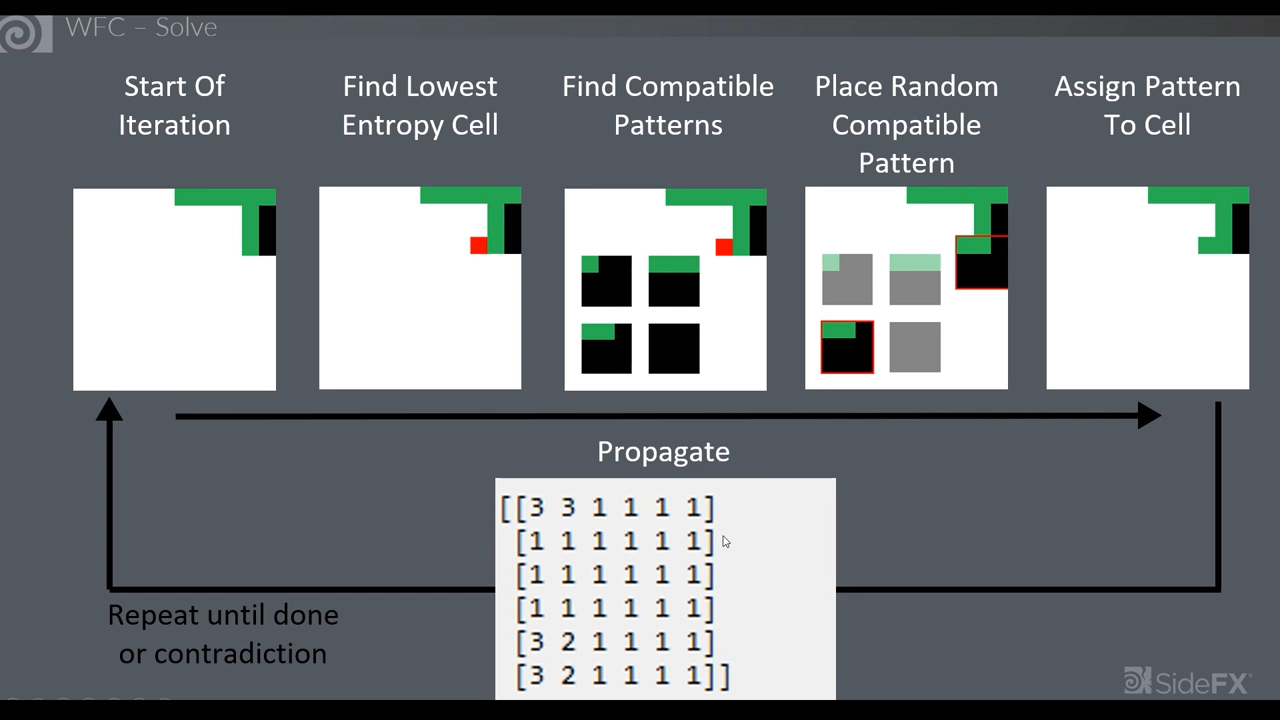 WFC – Solve
Start Of
Iteration
Find Lowest
Entropy Cell
Find Compatible
Patterns
Place Random
Compatible
Pattern
Assign Pattern
To Cell
Propagate
[[3 3 1 1 1 1]
[1 1 1 1 1 1]
[1 1 1 1 1 1]
[1 1 1 1 1 1]
[3 2 1 1 1 1]
[3 2 1 1 1 1]]
Repeat until done
or contradiction
SideFX